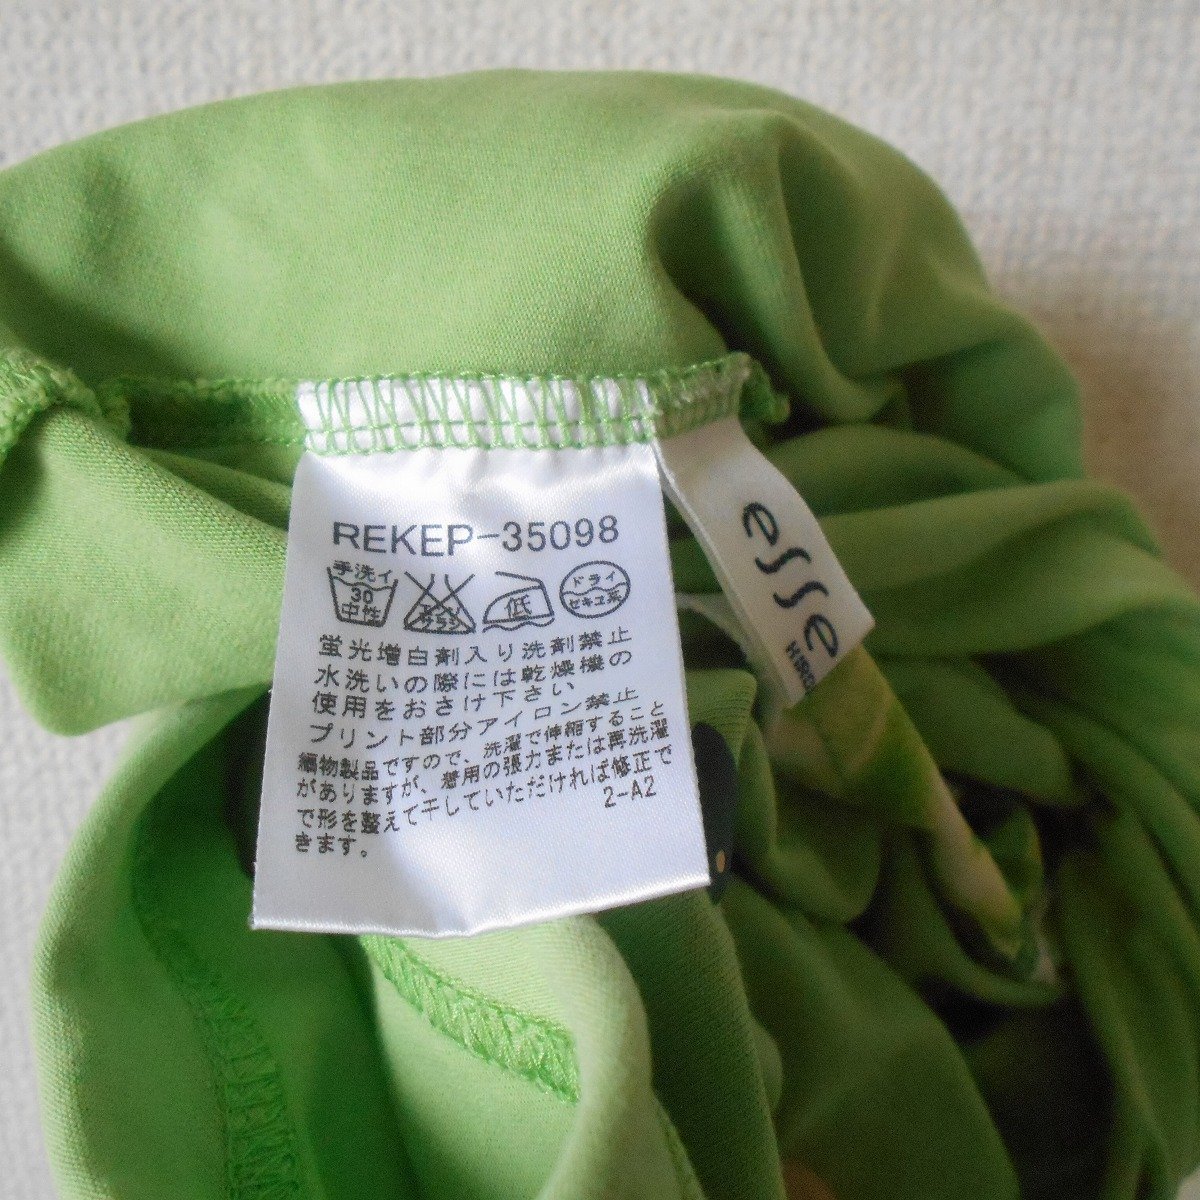 REKEP-35098
手洗イ
30
中性
エンソ
サラシ
低
ドライ
セキユ系
蛍光増白剤入り洗剤禁止
水洗いの際には乾燥機の
使用をおさけ下さい
プリント部分アイロン禁止
編物製品ですので、洗濯で伸縮すること
がありますが、着用の張力または再洗濯
で形を整えて干していただければ修正で
きます。
2-A2
esse